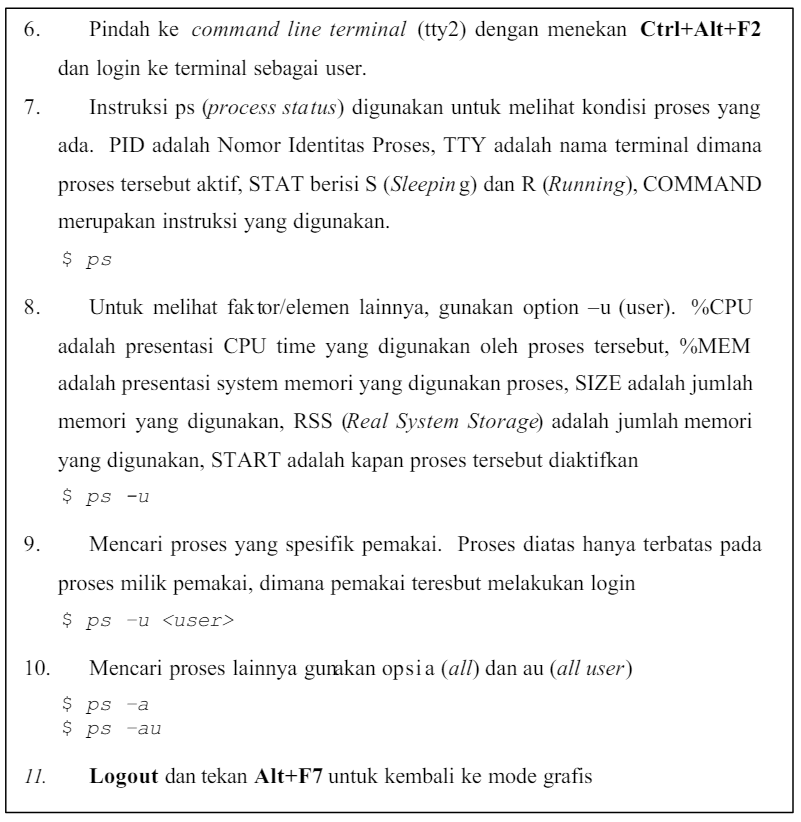 6. Pindah ke command line terminal (tty2) dengan menekan Ctrl+Alt+F2
dan login ke terminal sebagai user.
7. Instruksi ps (process status) digunakan untuk melihat kondisi proses yang
ada. PID adalah Nomor Identitas Proses, TTY adalah nama terminal dimana
proses tersebut aktif, STAT berisi S (Sleeping) dan R (Running), COMMAND
merupakan instruksi yang digunakan.
$ ps
8. Untuk melihat faktor/elemen lainnya, gunakan option –u (user). %CPU
adalah presentasi CPU time yang digunakan oleh proses tersebut, %MEM
adalah presentasi system memori yang digunakan proses, SIZE adalah jumlah
memori yang digunakan, RSS (Real System Storage) adalah jumlah memori
yang digunakan, START adalah kapan proses tersebut diaktifkan
$ ps -u
9. Mencari proses yang spesifik pemakai. Proses diatas hanya terbatas pada
proses milik pemakai, dimana pemakai teresbut melakukan login
$ ps –u <user>
10. Mencari proses lainnya gunakan opsi a (all) dan au (all user)
$ ps –a
$ ps –au
11. Logout dan tekan Alt+F7 untuk kembali ke mode grafis